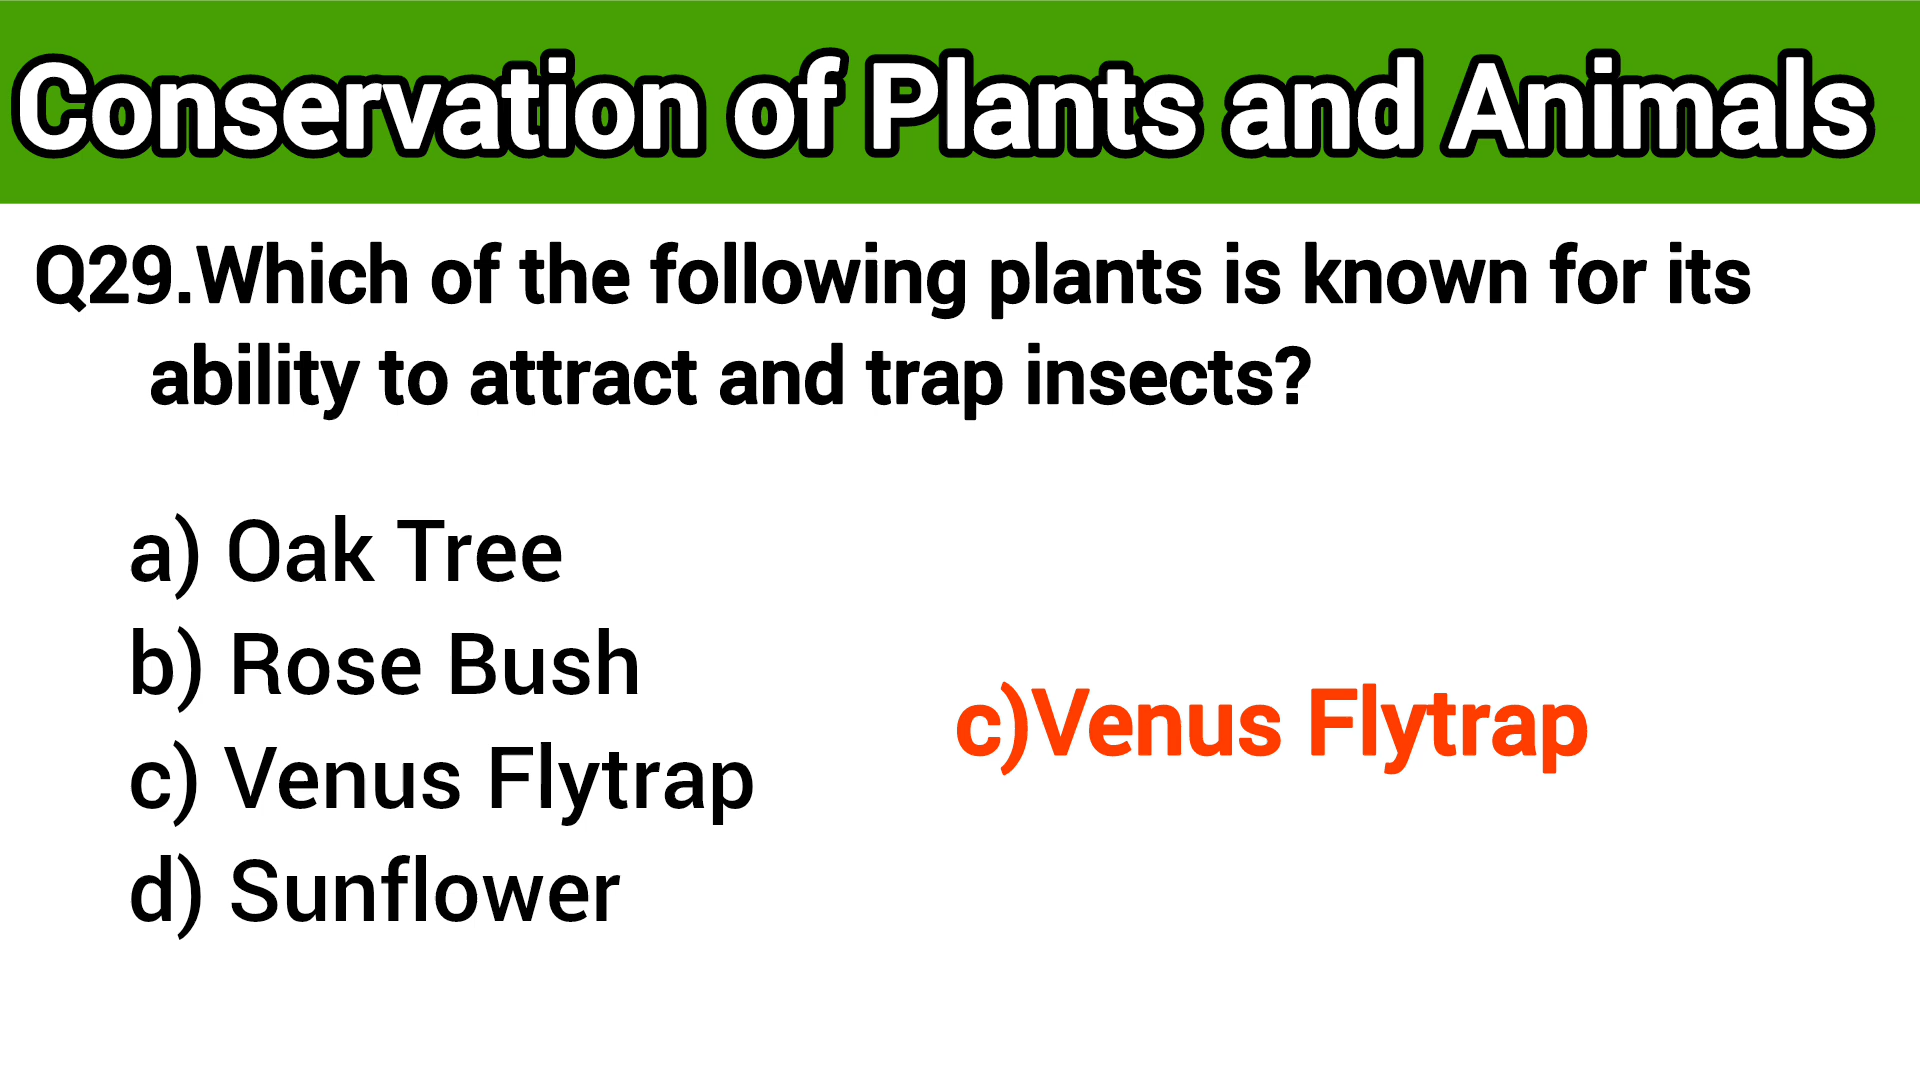 Conservation of Plants and Animals
Q29.Which of the following plants is known for its
ability to attract and trap insects?
a) Oak Tree
b) Rose Bush
c) Venus Flytrap
d) Sunflower
c)Venus Flytrap